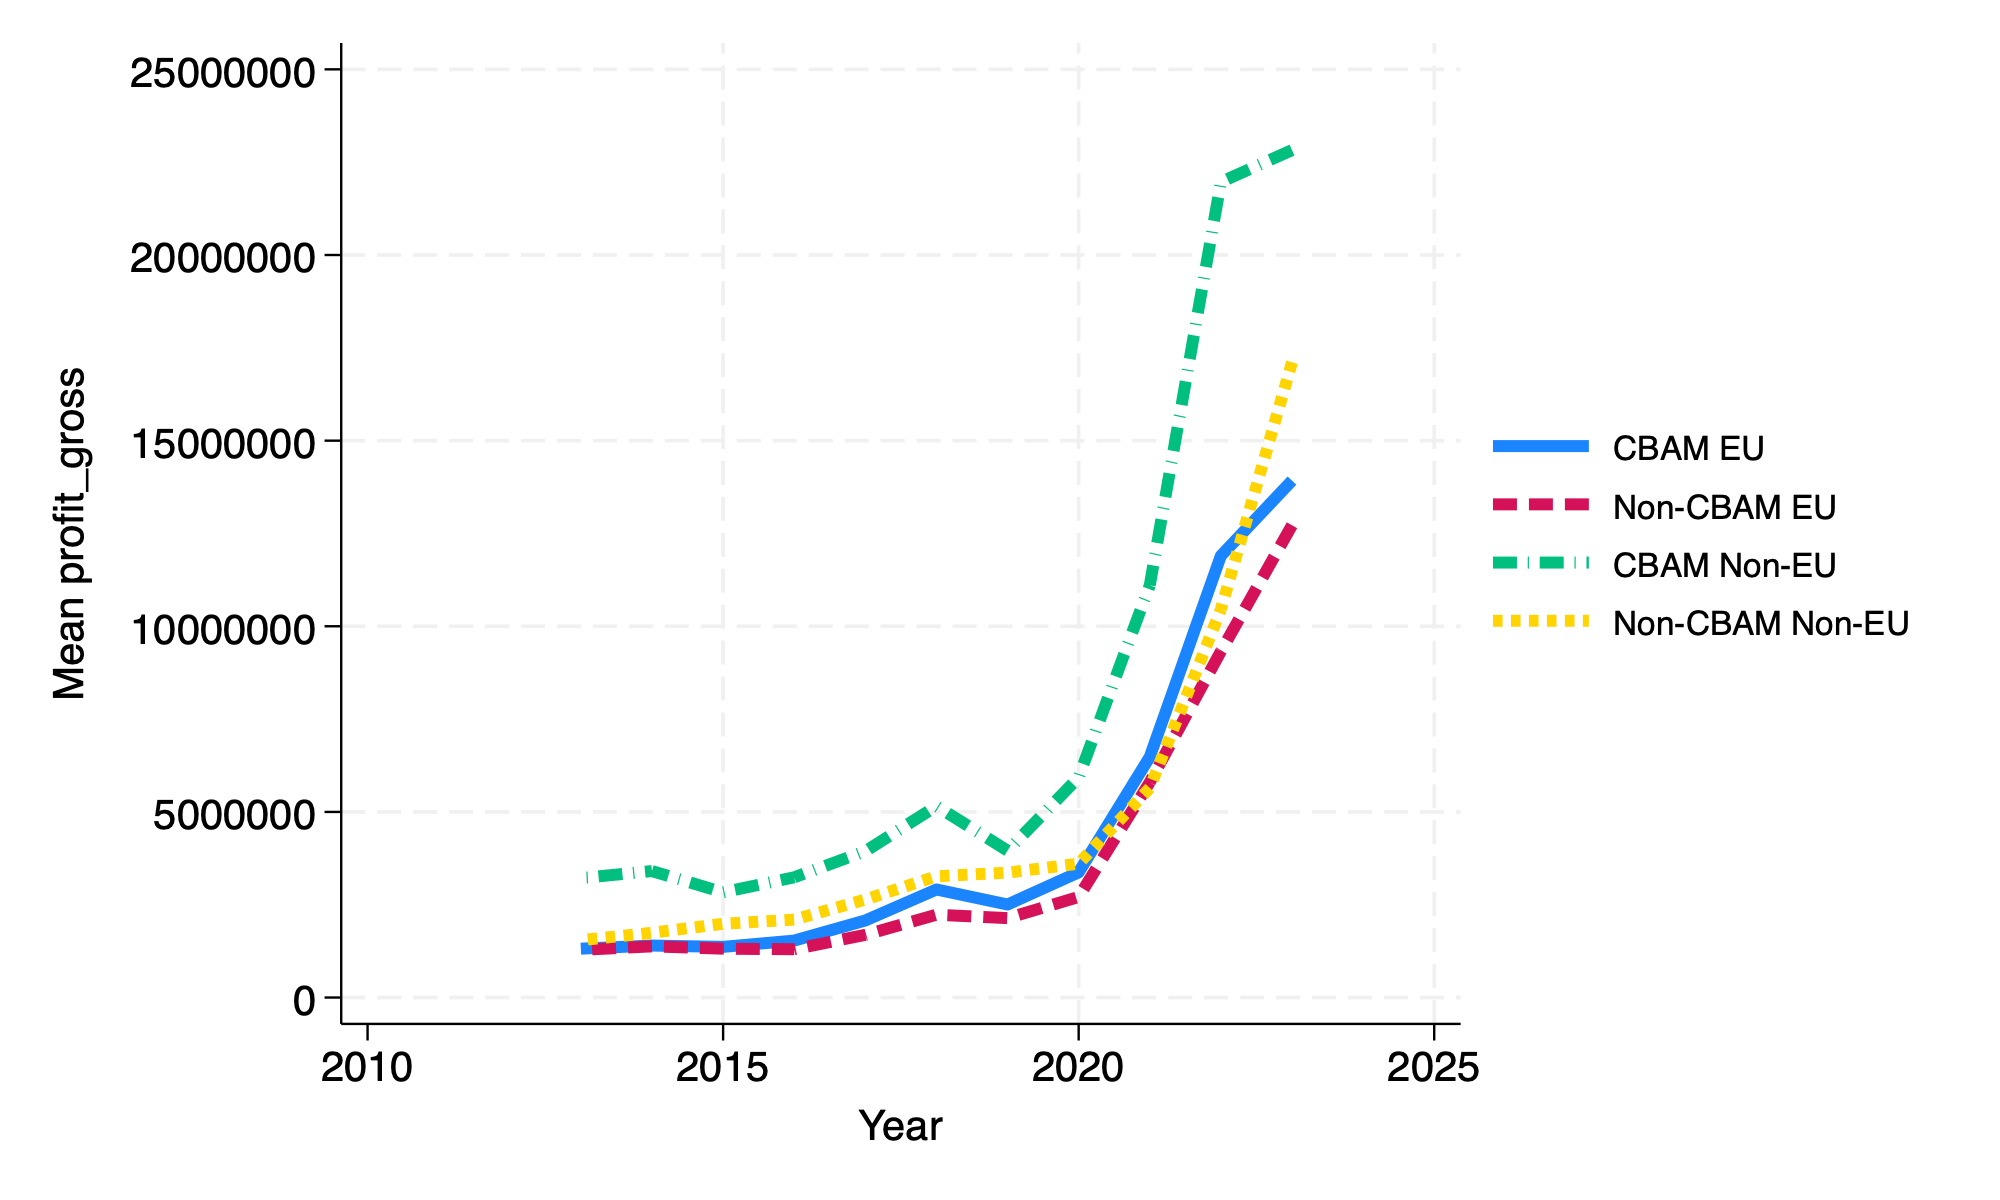 25000000
20000000
15000000
10000000
5000000
0
Mean profit_gross
2010
2015
2020
2025
Year
CBAM EU
Non-CBAM EU
CBAM Non-EU
Non-CBAM Non-EU